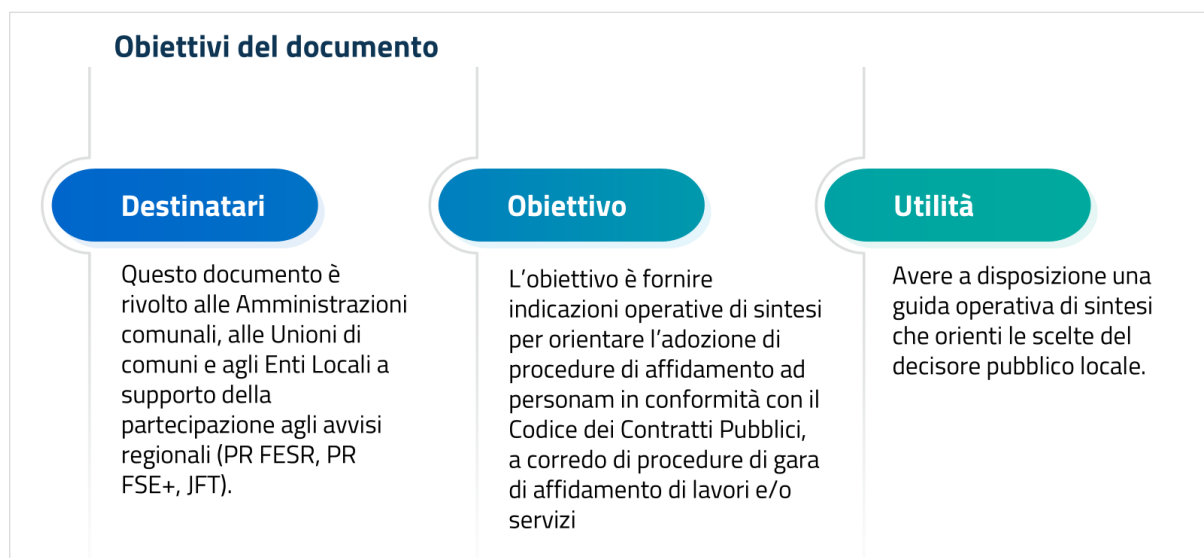 Obiettivi del documento
Destinatari
Questo documento è
rivolto alle Amministrazioni
comunali, alle Unioni di
comuni e agli Enti Locali a
supporto della
partecipazione agli avvisi
regionali (PR FESR, PR
FSE+, JFT).
Obiettivo
L’obiettivo è fornire
indicazioni operative di sintesi
per orientare l’adozione di
procedure di affidamento ad
personam in conformità con il
Codice dei Contratti Pubblici,
a corredo di procedure di gara
di affidamento di lavori e/o
servizi
Utilità
Avere a disposizione una
guida operativa di sintesi
che orienti le scelte del
decisore pubblico locale.